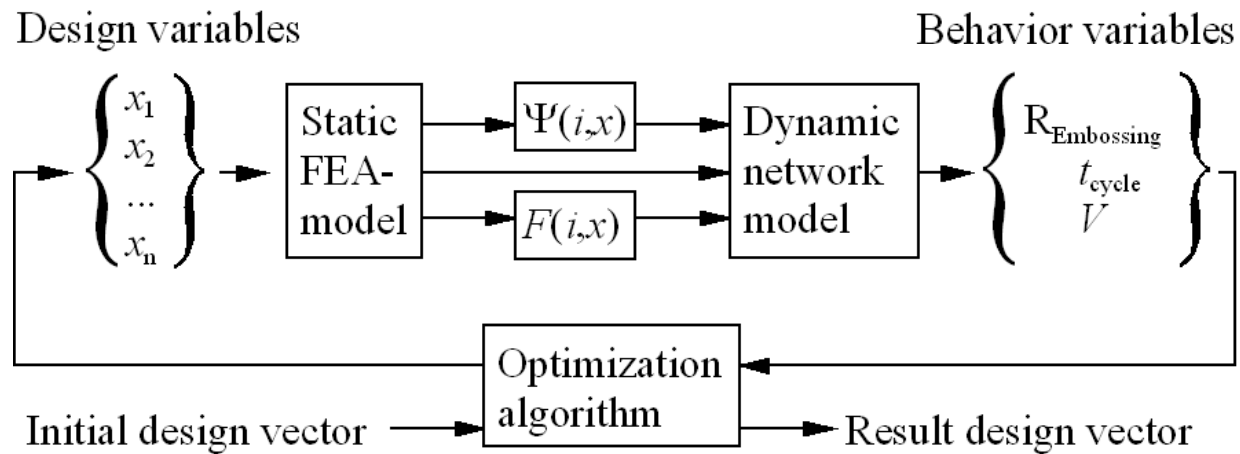 Design variables
Behavior variables
x1
x2
...
xn
Static
FEA-
model
Ψ(i,x)
F(i,x)
Dynamic
network
model
REmbossing
tcycle
V
Optimization
algorithm
Initial design vector
Result design vector